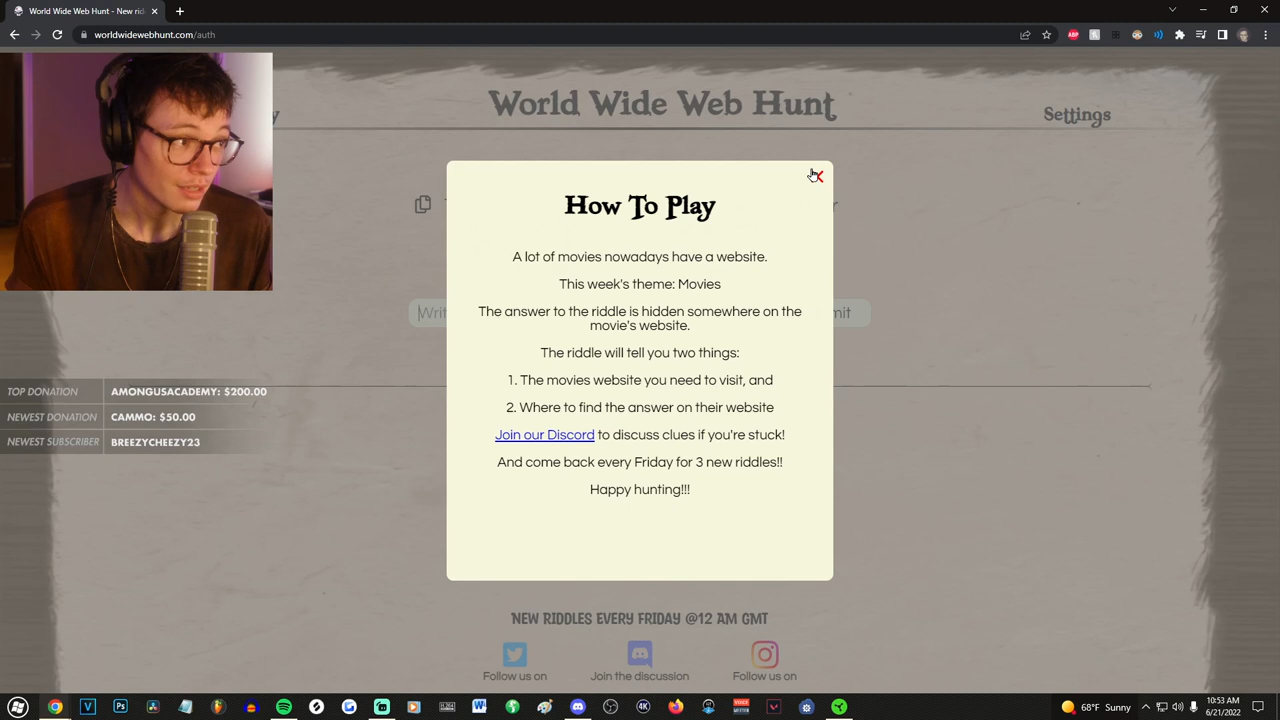 World Wide Web Hunt - New rid
worldwidewebhunt.com/auth
World Wide Web Hunt
Settings
How To Play
A lot of movies nowadays have a website.
This week's theme: Movies
The answer to the riddle is hidden somewhere on the
movie's website.
The riddle will tell you two things:
1. The movies website you need to visit, and
2. Where to find the answer on their website
Join our Discord to discuss clues if you're stuck!
And come back every Friday for 3 new riddles!!
Happy hunting!!!
TOP DONATION AMONGUSACADEMY: $200.00
NEWEST DONATION CAMMO: $50.00
NEWEST SUBSCRIBER BREEZYCHEEZY23
NEW RIDDLES EVERY FRIDAY @12 AM GMT
Follow us on
Join the discussion
Follow us on
68°F Sunny
10:53 AM
6/21/2022